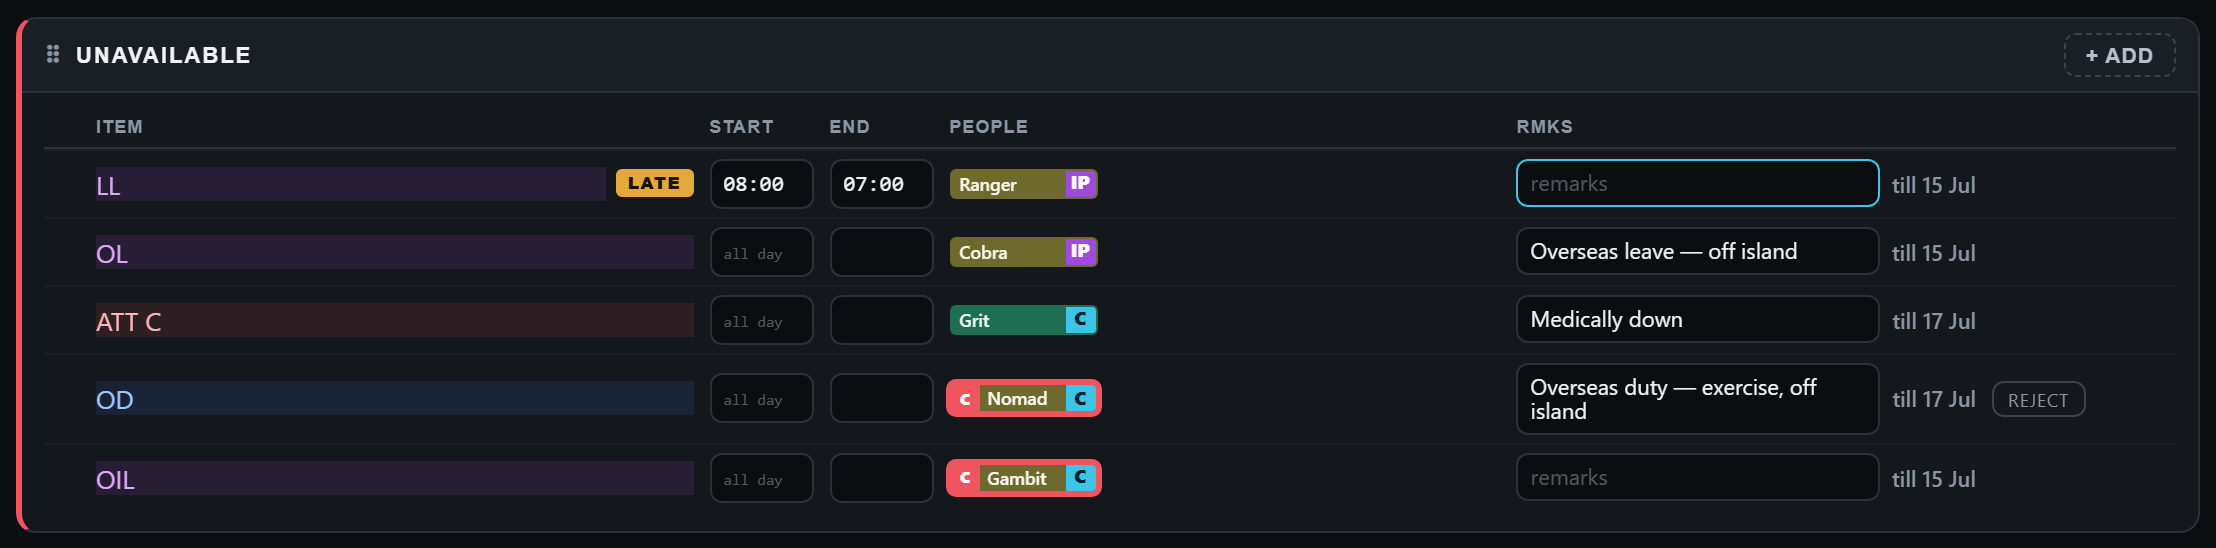 UNAVAILABLE
+ ADD
ITEM START END PEOPLE RMKS
LL LATE 08:00 07:00 Ranger IP remarks till 15 Jul
OL all day Cobra IP Overseas leave — off island till 15 Jul
ATT C all day Grit C Medically down till 17 Jul
OD all day C Nomad C Overseas duty — exercise, off
island till 17 Jul REJECT
OIL all day C Gambit C remarks till 15 Jul